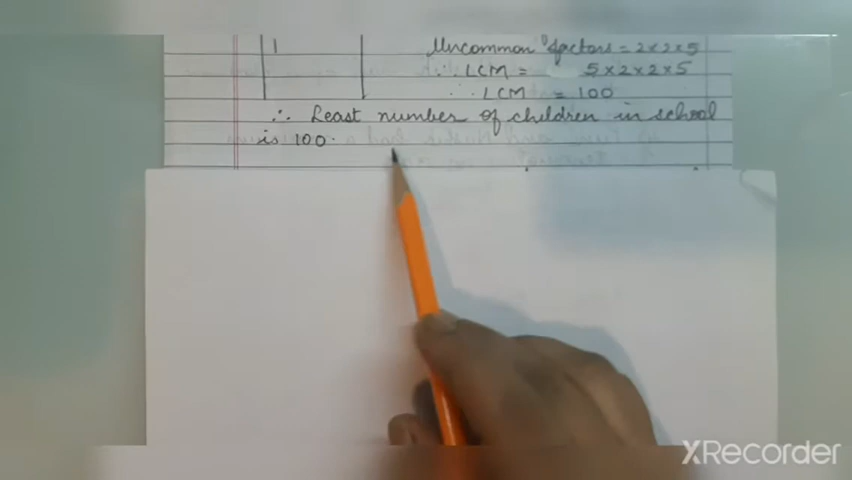 1
Uncommon factors = 2×2×5
∴ LCM = 5×2×2×5
∴ LCM = 100
∴ Least number of children in school
is 100.
XRecorder